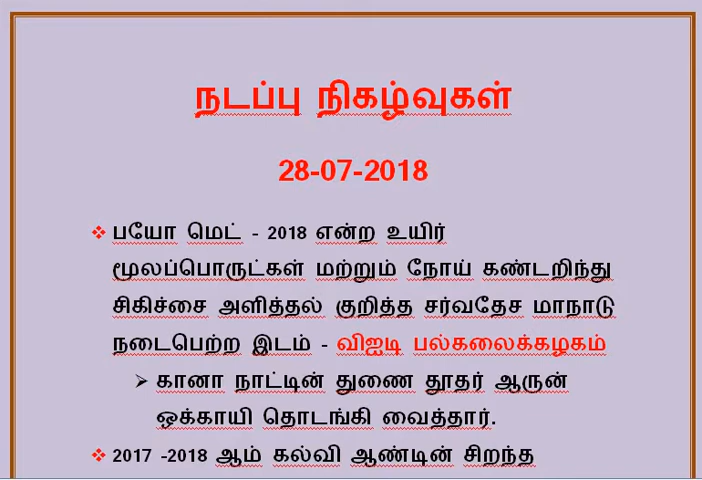 நடப்பு நிகழ்வுகள்
28-07-2018
❖ பயோ மெட் - 2018 என்ற உயிர்
மூலப்பொருட்கள் மற்றும் நோய் கண்டறிந்து
சிகிச்சை அளித்தல் குறித்த சர்வதேச மாநாடு
நடைபெற்ற இடம் - விஐடி பல்கலைக்கழகம்
➢ கானா நாட்டின் துணை தூதர் ஆருன்
ஒக்காயி தொடங்கி வைத்தார்.
❖ 2017 -2018 ஆம் கல்வி ஆண்டின் சிறந்த